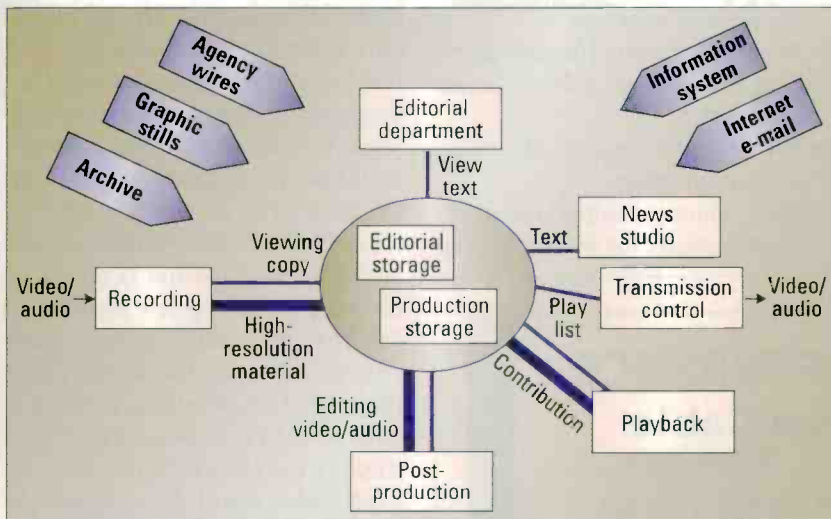 Agency
wires
Graphic
stills
Archive
Information
system
Internet
e-mail
Editorial
department
View
text
News
studio
Text
Viewing
copy
Editorial
storage
Video/
audio
Recording
Production
storage
Play
list
Transmission
control
Video/
audio
High-
resolution
material
Contribution
Playback
Editing
video/audio
Post-
production